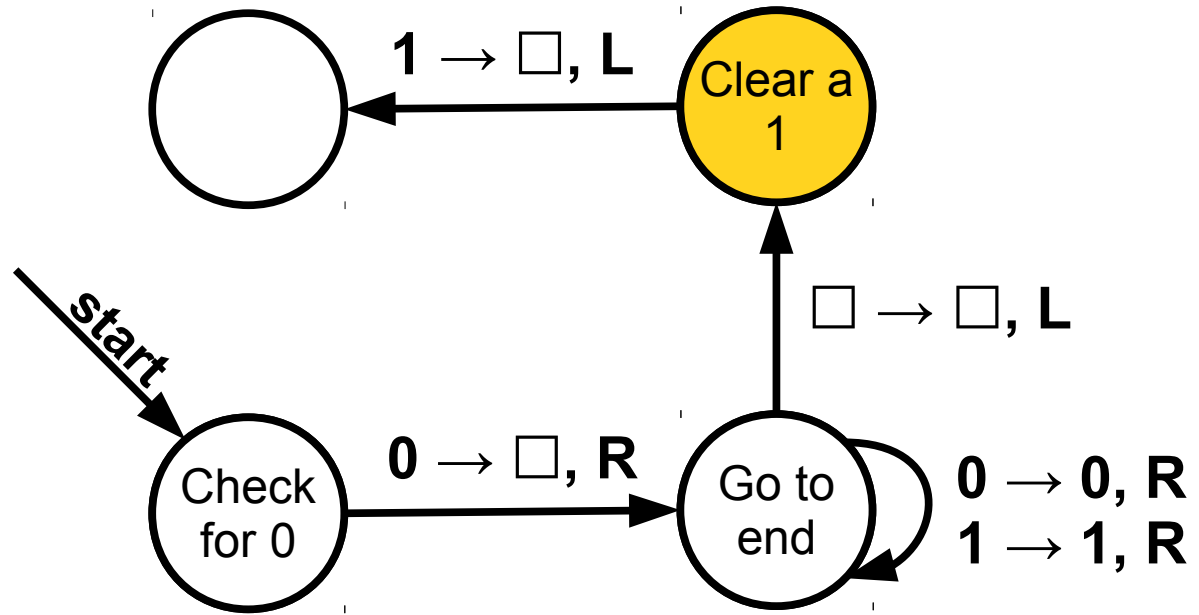 1 → □, L
Clear a
1
start
□ → □, L
Check
for 0
0 → □, R
Go to
end
0 → 0, R
1 → 1, R